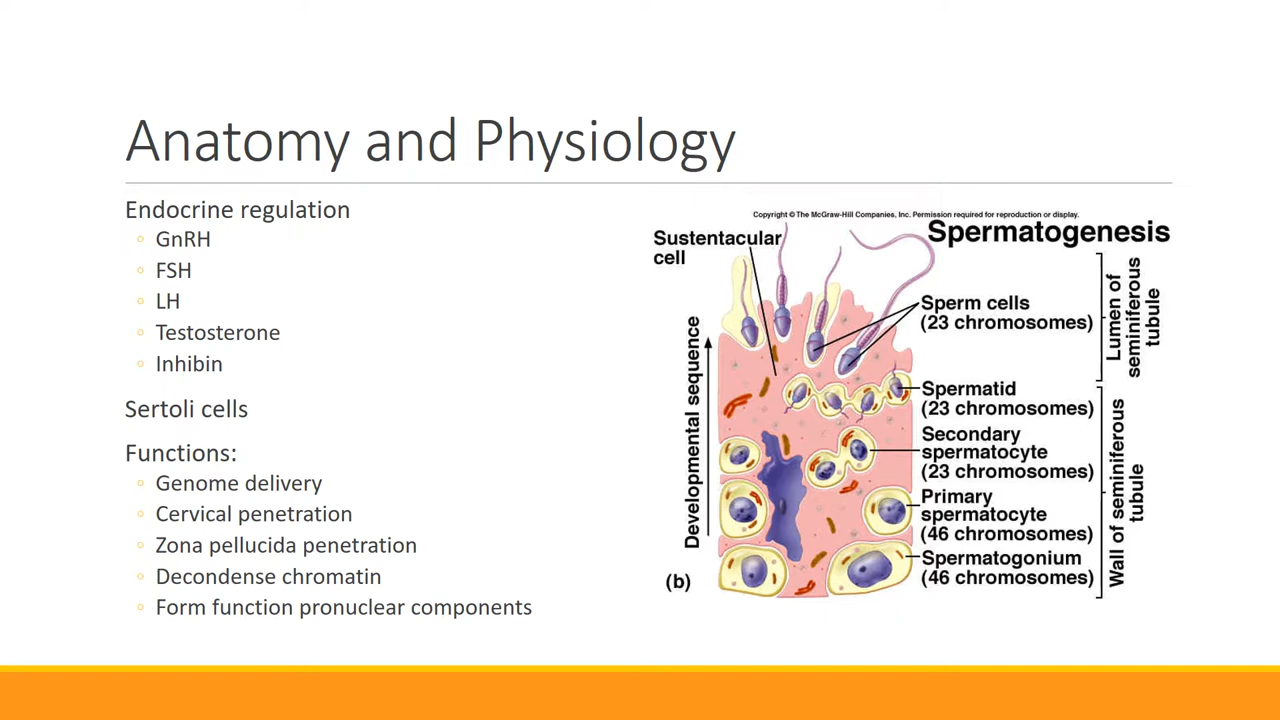 Anatomy and Physiology
Endocrine regulation
GnRH
FSH
LH
Testosterone
Inhibin
Sertoli cells
Functions:
Genome delivery
Cervical penetration
Zona pellucida penetration
Decondense chromatin
Form function pronuclear components
Copyright © The McGraw-Hill Companies, Inc. Permission required for reproduction or display.
Spermatogenesis
Sustentacular
cell
Sperm cells
(23 chromosomes)
Spermatid
(23 chromosomes)
Secondary
spermatocyte
(23 chromosomes)
Primary
spermatocyte
(46 chromosomes)
Spermatogonium
(46 chromosomes)
Developmental sequence
(b)
Lumen of
seminiferous
tubule
Wall of seminiferous
tubule